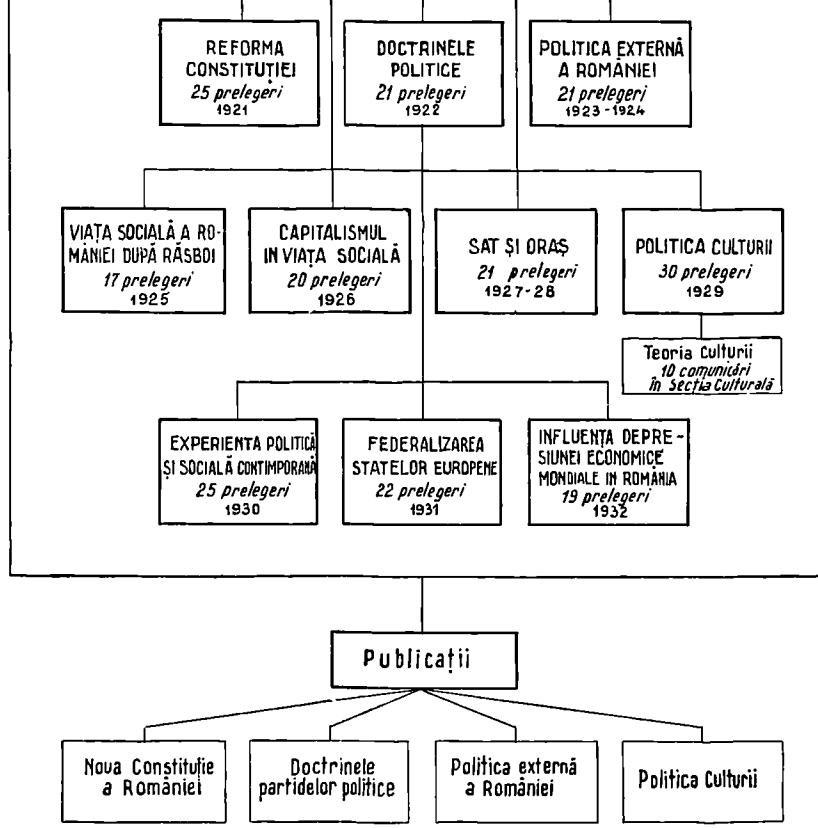 REFORMA
CONSTITUȚIEI
25 prelegeri
1921
DOCTRINELE
POLITICE
21 prelegeri
1922
POLITICA EXTERNĂ
A ROMÂNIEI
21 prelegeri
1923-1924
VIAȚA SOCIALĂ A RO-
MÂNIEI DUPĂ RĂSBOI
17 prelegeri
1925
CAPITALISMUL
IN VIAȚA SOCIALĂ
20 prelegeri
1926
SAT ȘI ORAȘ
21 prelegeri
1927-28
POLITICA CULTURII
30 prelegeri
1929
Teoria Culturii
10 comunicări
în Secția Culturală
EXPERIENTA POLITICĂ
ȘI SOCIALĂ CONTIMPORANĂ
25 prelegeri
1930
FEDERALIZAREA
STATELOR EUROPENE
22 prelegeri
1931
INFLUENȚA DEPRE-
SIUNEI ECONOMICE
MONDIALE IN ROMÂNIA
19 prelegeri
1932
Publicații
Noua Constituție
a României
Doctrinele
partidelor politice
Politica externă
a României
Politica Culturii